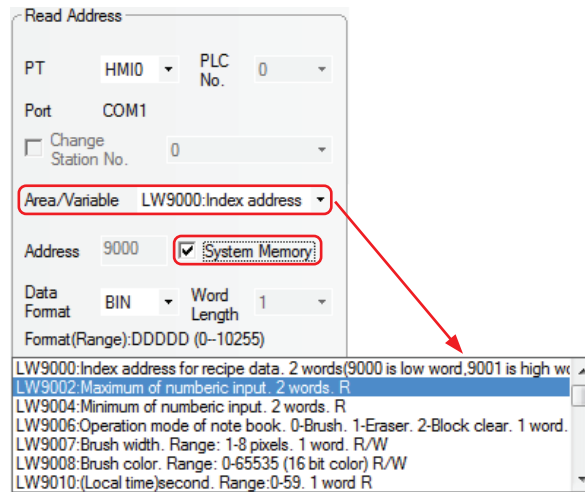 Read Address
PT HMI0 PLC No. 0
Port COM1
Change Station No. 0
Area/Variable LW9000:Index address
Address 9000 System Memory
Data Format BIN Word Length 1
Format(Range):DDDDD (0--10255)
LW9000:Index address for recipe data. 2 words(9000 is low word,9001 is high wo
LW9002:Maximum of numberic input. 2 words. R
LW9004:Minimum of numberic input. 2 words. R
LW9006:Operation mode of note book. 0-Brush. 1-Eraser. 2-Block clear. 1 word.
LW9007:Brush width. Range: 1-8 pixels. 1 word. R/W
LW9008:Brush color. Range: 0-65535 (16 bit color) R/W
LW9010:(Local time)second. Range:0-59. 1 word R